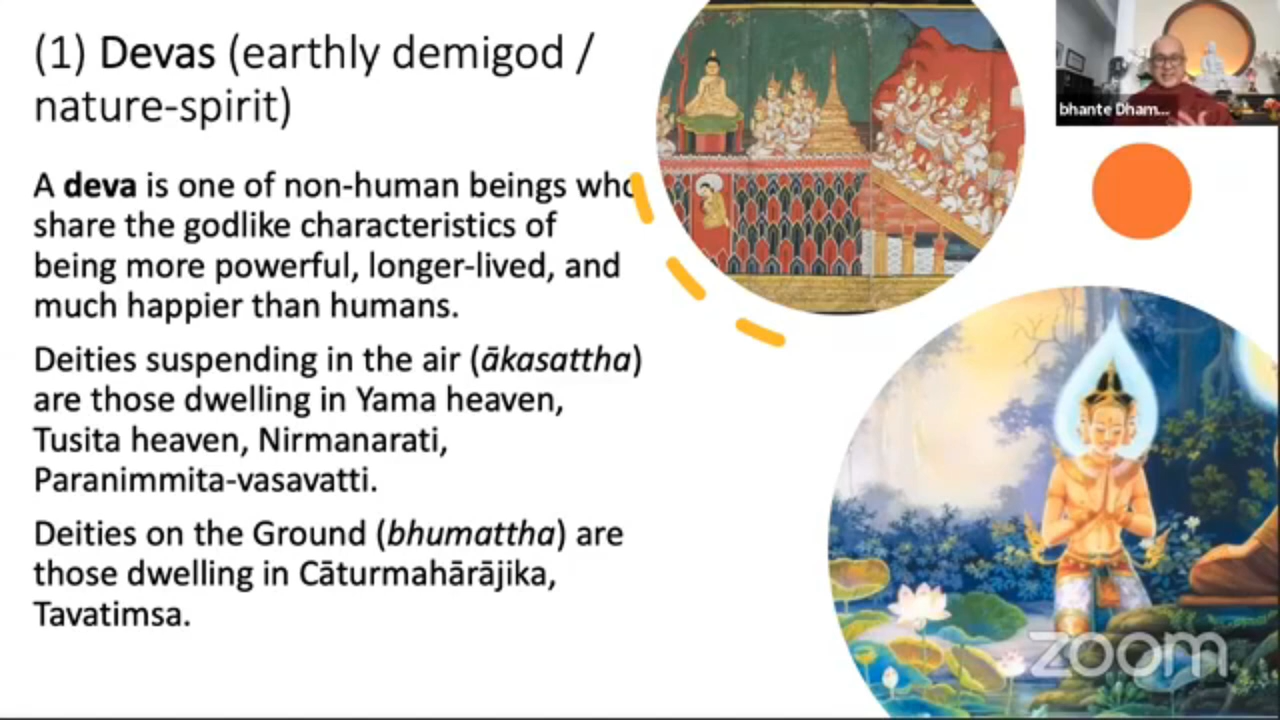 (1) Devas (earthly demigod /
nature-spirit)
A deva is one of non-human beings who
share the godlike characteristics of
being more powerful, longer-lived, and
much happier than humans.
Deities suspending in the air (ākasattha)
are those dwelling in Yama heaven,
Tusita heaven, Nirmanarati,
Paranimmita-vasavatti.
Deities on the Ground (bhumattha) are
those dwelling in Cāturmahārājika,
Tavatimsa.
bhante Dham...
zoom